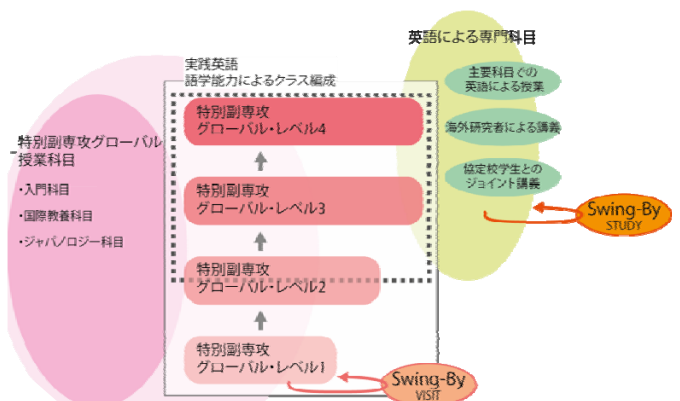 英語による専門科目
実践英語
語学能力によるクラス編成
主要科目での
英語による授業
特別副専攻
グローバル・レベル4
海外研究者による講義
特別副専攻グローバル
授業科目
・入門科目
・国際教養科目
・ジャパノロジー科目
協定校学生との
ジョイント講義
特別副専攻
グローバル・レベル3
Swing-By
STUDY
特別副専攻
グローバル・レベル2
特別副専攻
グローバル・レベル1
Swing-By
VISIT